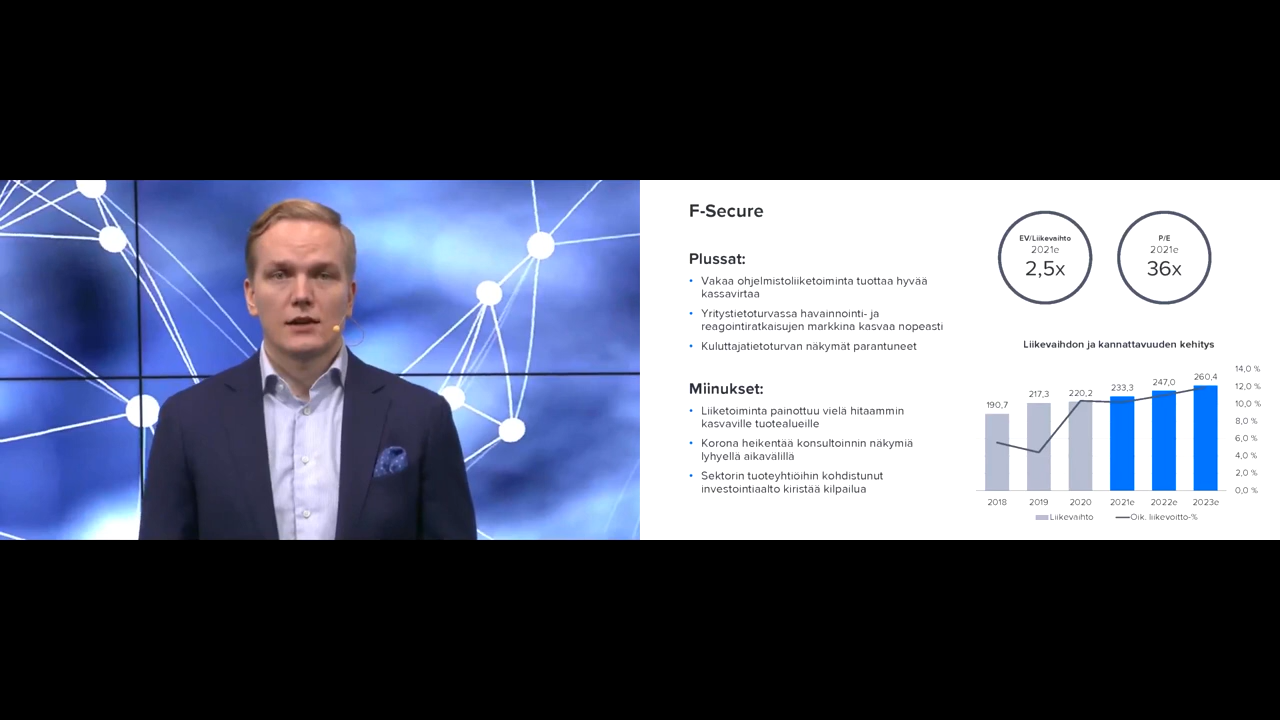 F-Secure
Plussat:
• Vakaa ohjelmistoliiketoiminta tuottaa hyvää
kassavirtaa
• Yritystietoturvassa havainnointi- ja
reagointiratkaisujen markkina kasvaa nopeasti
• Kuluttajatietoturvan näkymät parantuneet
Miinukset:
• Liiketoiminta painottuu vielä hitaammin
kasvaville tuotealueille
• Korona heikentää konsultoinnin näkymiä
lyhyellä aikavälillä
• Sektorin tuoteyhtiöihin kohdistunut
investointiaalto kiristää kilpailua
EV/Liikevaihto
2021e
2,5x
P/E
2021e
36x
Liikevaihdon ja kannattavuuden kehitys
190,7 217,3 220,2 233,3 247,0 260,4
14,0 %
12,0 %
10,0 %
8,0 %
6,0 %
4,0 %
2,0 %
0,0 %
2018 2019 2020 2021e 2022e 2023e
Liikevaihto Oik. liikevoitto-%